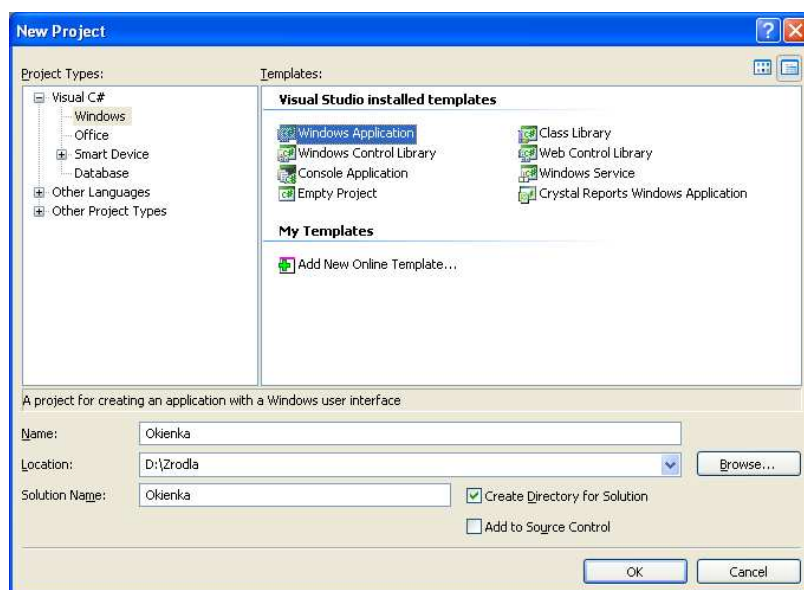 New Project
Project Types:
Templates:
Visual C#
Windows
Office
Smart Device
Database
Other Languages
Other Project Types
Visual Studio installed templates
Windows Application
Class Library
Windows Control Library
Web Control Library
Console Application
Windows Service
Empty Project
Crystal Reports Windows Application
My Templates
Add New Online Template...
A project for creating an application with a Windows user interface
Name:
Okienka
Location:
D:\Zrodla
Browse...
Solution Name:
Okienka
Create Directory for Solution
Add to Source Control
OK
Cancel